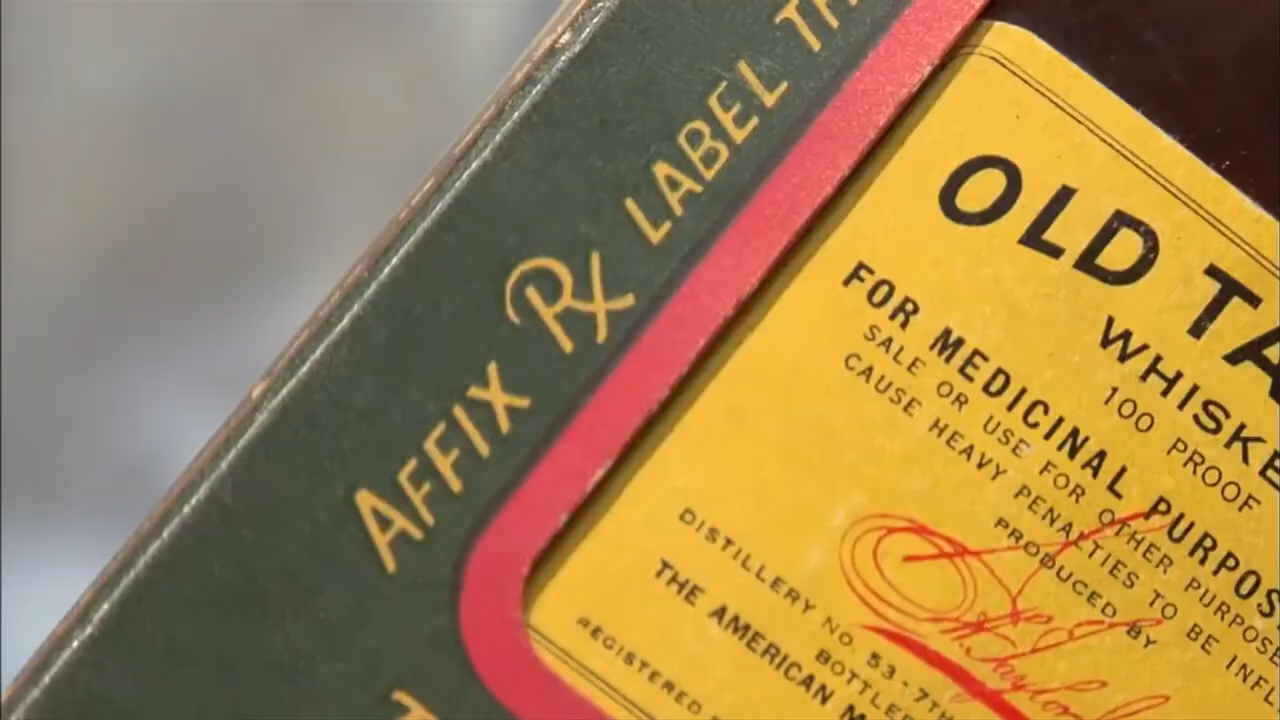 AFFIX Rx LABEL TH
OLD TA
WHISKE
100 PROOF
FOR MEDICINAL PURPOS
SALE OR USE FOR OTHER PURPOSE
CAUSE HEAVY PENALTIES TO BE INFL
PRODUCED BY
DISTILLERY NO. 53-7TH
BOTTLE
THE AMERICAN M
REGISTERED